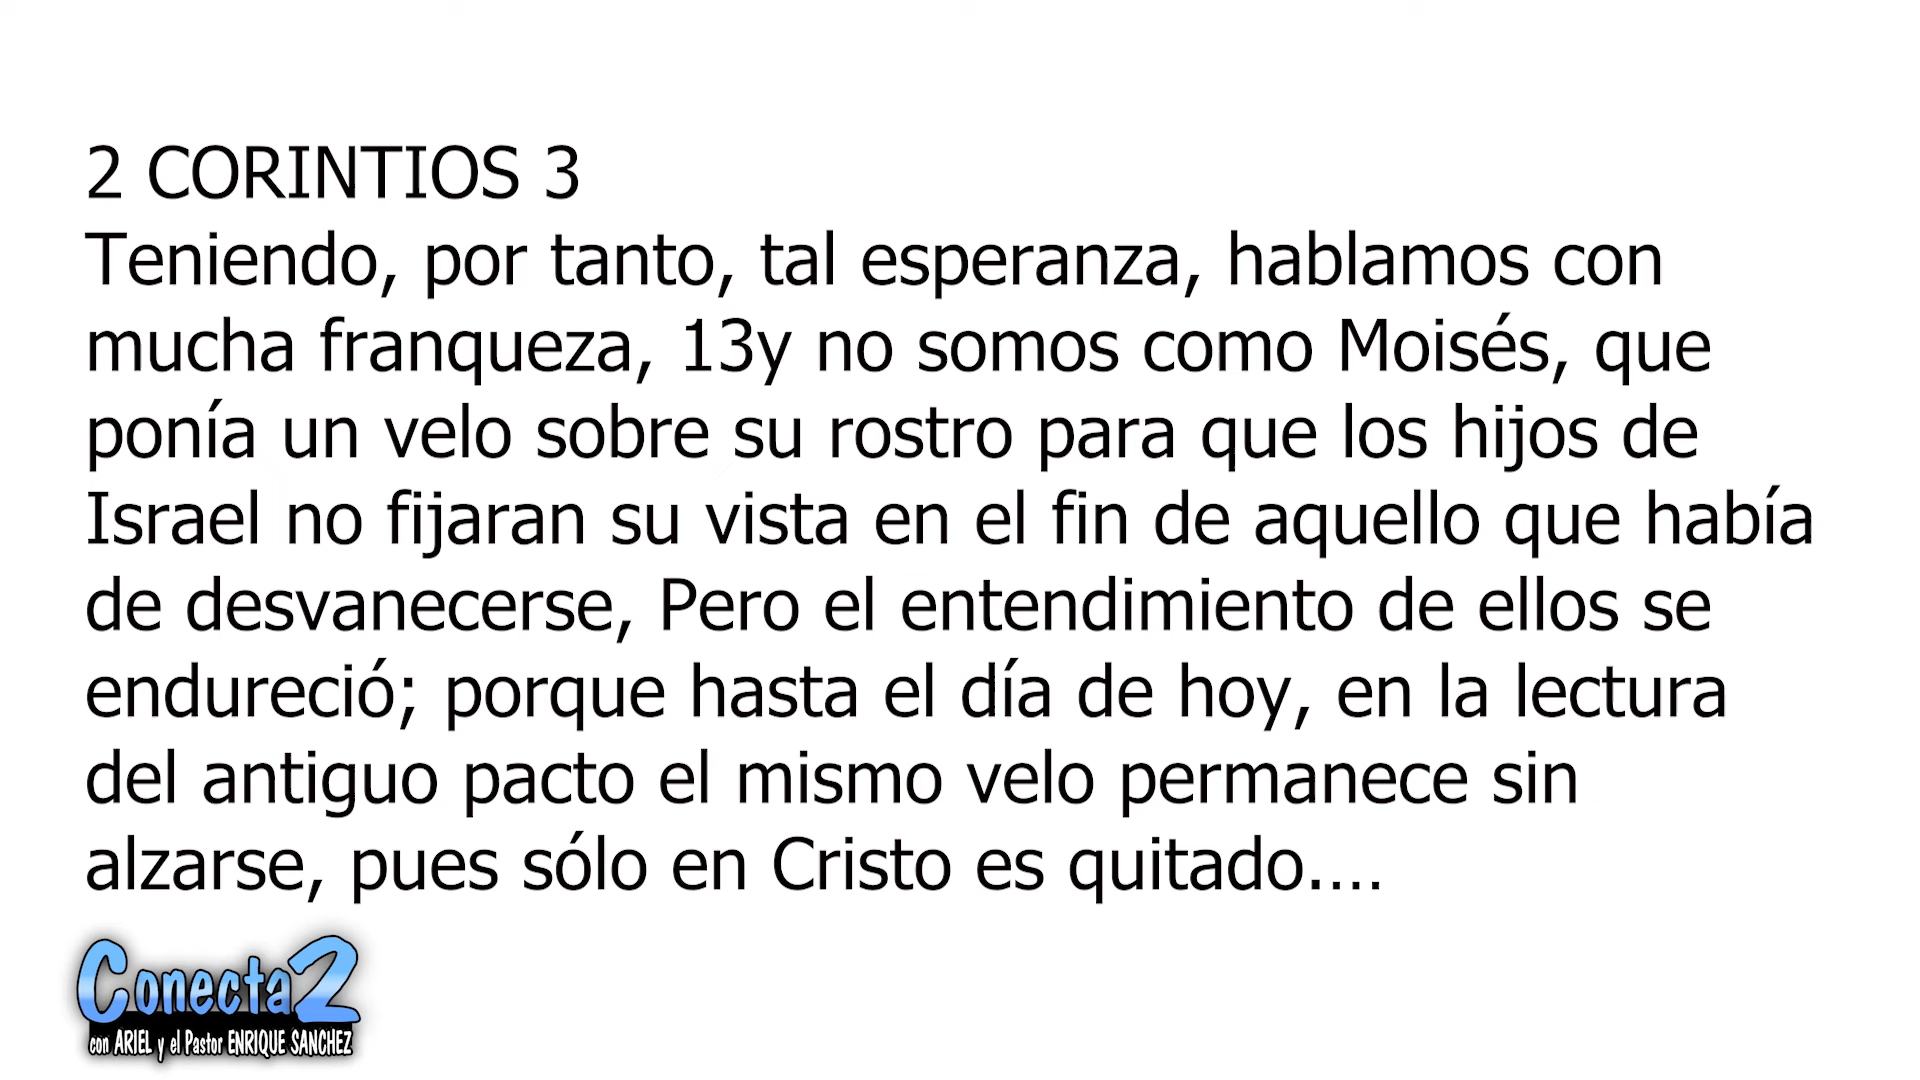 2 CORINTIOS 3
Teniendo, por tanto, tal esperanza, hablamos con
mucha franqueza, 13y no somos como Moisés, que
ponía un velo sobre su rostro para que los hijos de
Israel no fijaran su vista en el fin de aquello que había
de desvanecerse, Pero el entendimiento de ellos se
endureció; porque hasta el día de hoy, en la lectura
del antiguo pacto el mismo velo permanece sin
alzarse, pues sólo en Cristo es quitado.…
Conecta2
con ARIEL y el Pastor ENRIQUE SANCHEZ